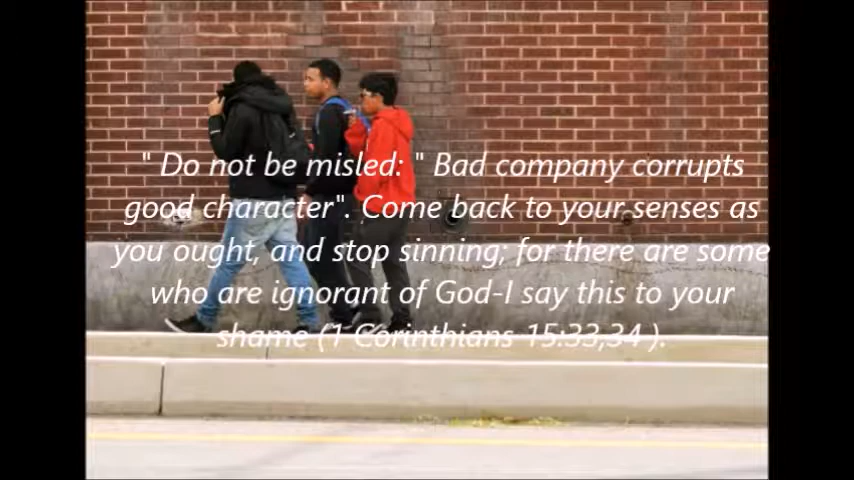 " Do not be misled: " Bad company corrupts
good character". Come back to your senses as
you ought, and stop sinning; for there are some
who are ignorant of God-I say this to your
shame (1 Corinthians 15:33,34 ).